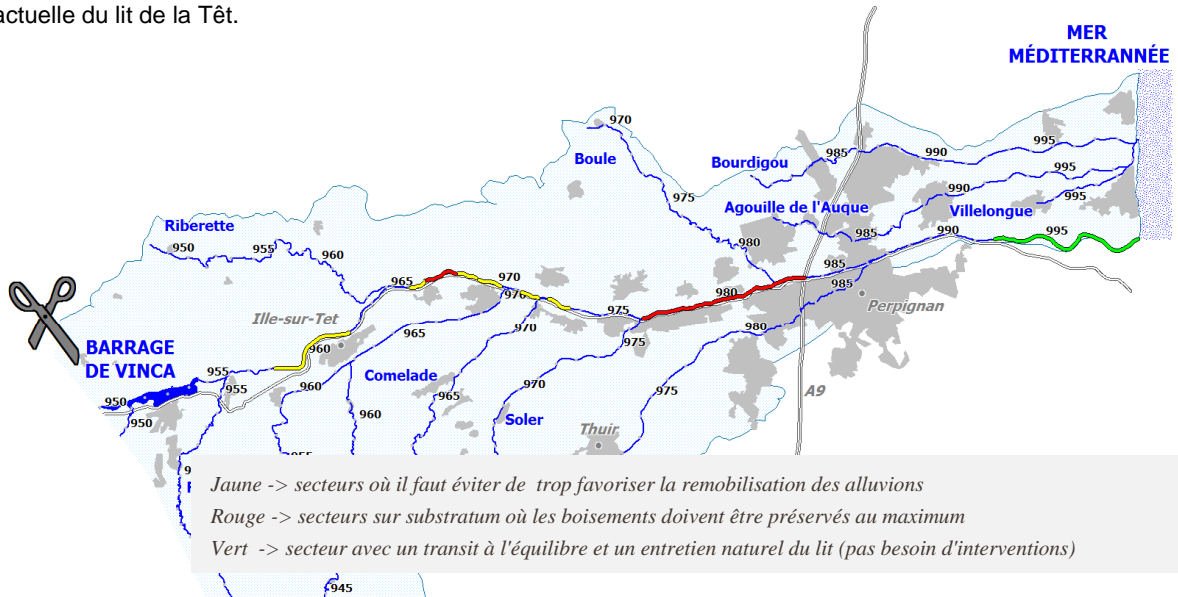 actuelle du lit de la Têt.
MER
MÉDITERRANNÉE
970
Boule
985
990
995
Bourdigou
995
975
990
Agouille de l'Auque
Villelongue
995
Riberette
985
950
955
980
990
995
960
965
970
985
970
980
985
Perpignan
Ille-sur-Tet
975
970
965
980
BARRAGE
DE VINCA
960
975
955
Comelade
950
955
960
965
970
975
A9
950
960
Soler
Thuir
955
Jaune -> secteurs où il faut éviter de trop favoriser la remobilisation des alluvions
Rouge -> secteurs sur substratum où les boisements doivent être préservés au maximum
Vert -> secteur avec un transit à l'équilibre et un entretien naturel du lit (pas besoin d'interventions)
945